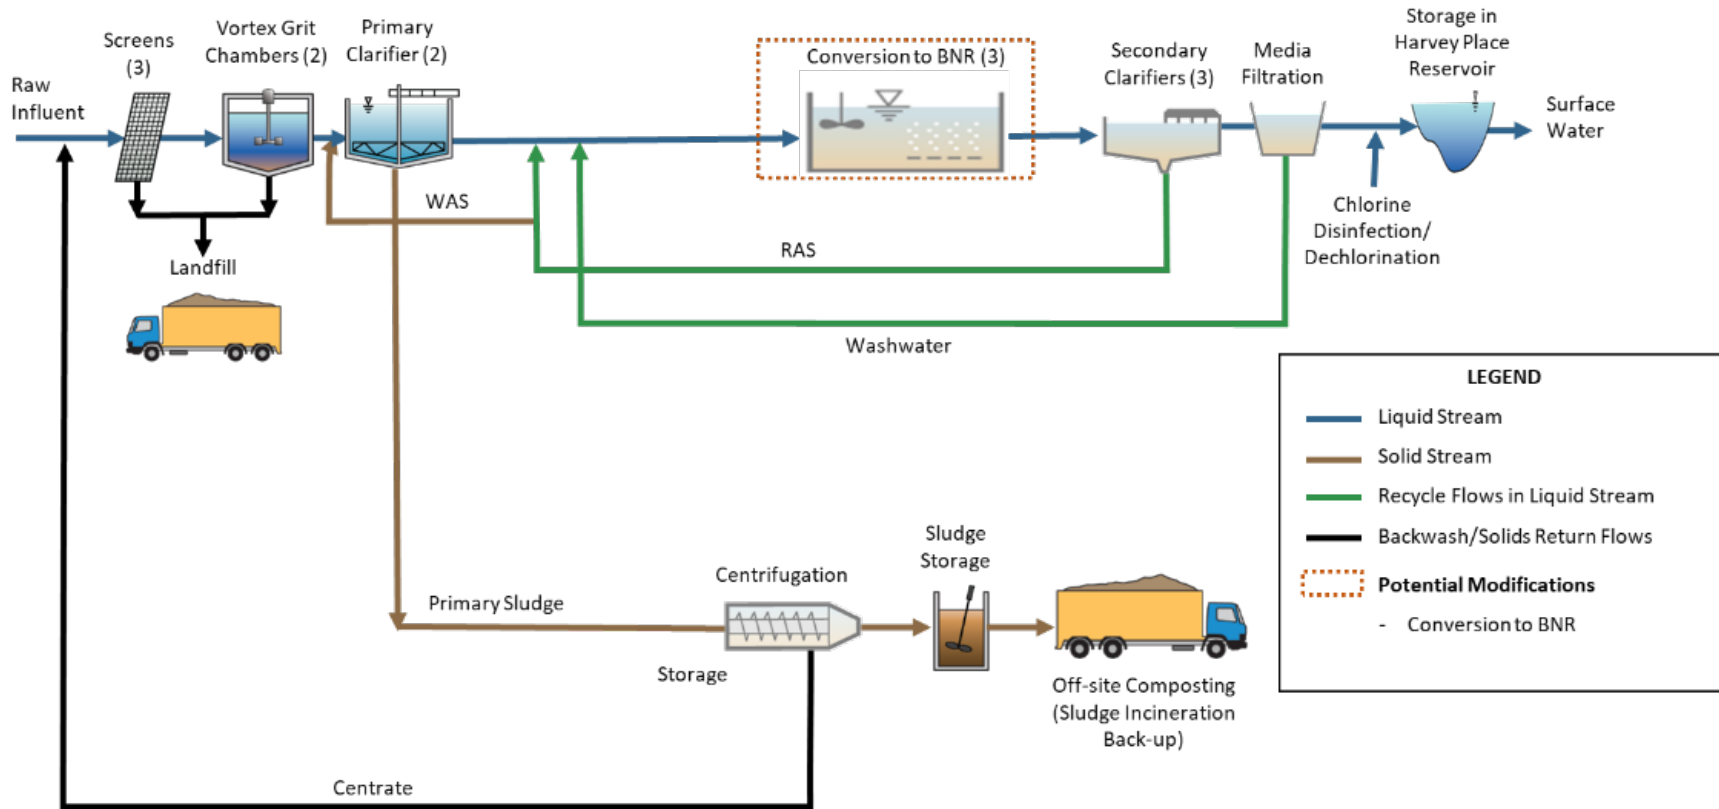 Raw
Influent
Screens
(3)
Vortex Grit
Chambers (2)
Primary
Clarifier (2)
Conversion to BNR (3)
Secondary
Clarifiers (3)
Media
Filtration
Storage in
Harvey Place
Reservoir
Surface
Water
WAS
RAS
Chlorine
Disinfection/
Dechlorination
Landfill
Washwater
LEGEND
Liquid Stream
Solid Stream
Recycle Flows in Liquid Stream
Backwash/Solids Return Flows
Potential Modifications
- Conversion to BNR
Primary Sludge
Centrifugation
Sludge
Storage
Storage
Off-site Composting
(Sludge Incineration
Back-up)
Centrate